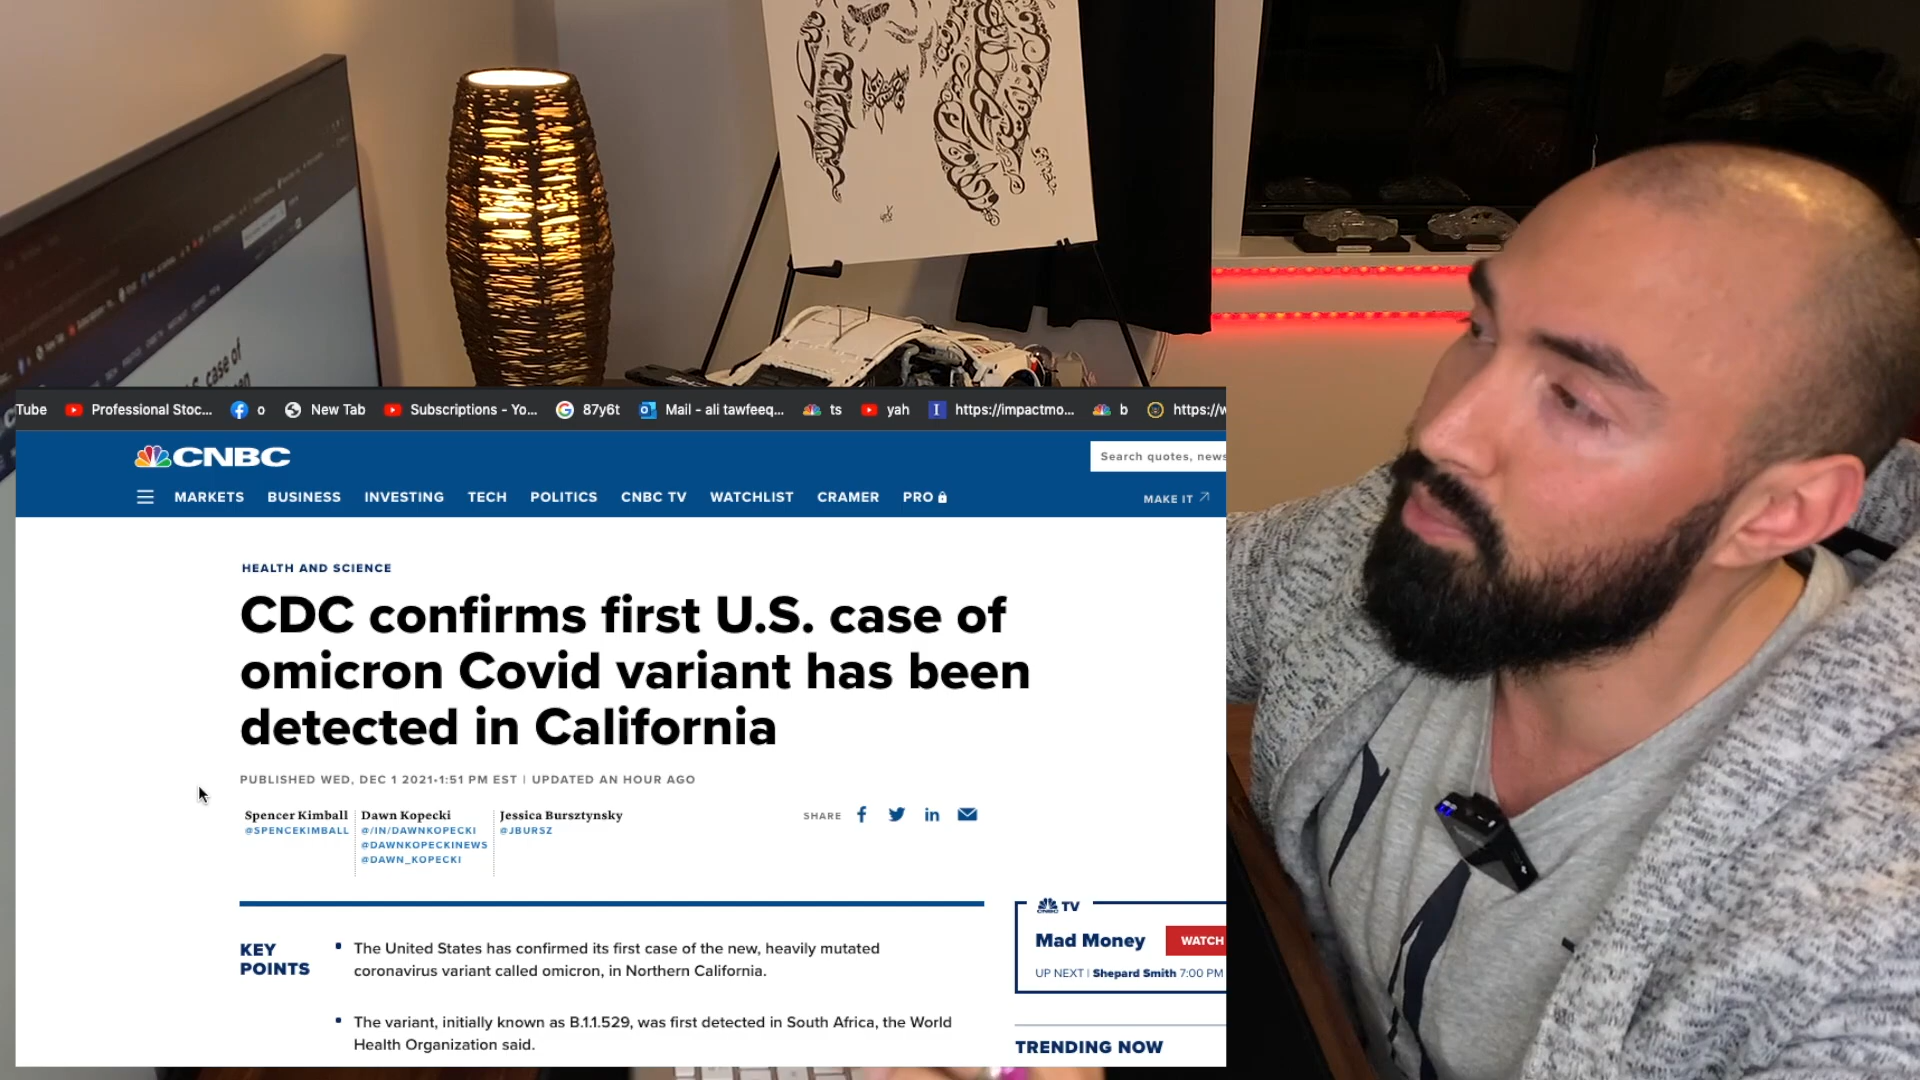 Tube
Professional Stoc...
o
New Tab
Subscriptions - Yo...
87y6t
Mail - ali tawfeeq...
ts
yah
https://impactmo...
b
https://w
CNBC
Search quotes, news
MARKETS
BUSINESS
INVESTING
TECH
POLITICS
CNBC TV
WATCHLIST
CRAMER
PRO
MAKE IT
HEALTH AND SCIENCE
CDC confirms first U.S. case of
omicron Covid variant has been
detected in California
PUBLISHED WED, DEC 1 2021•1:51 PM EST | UPDATED AN HOUR AGO
Spencer Kimball
@SPENCEKIMBALL
Dawn Kopecki
@/IN/DAWNKOPECKI
@DAWNKOPECKINEWS
@DAWN_KOPECKI
Jessica Bursztynsky
@JBURSZ
SHARE
KEY
POINTS
The United States has confirmed its first case of the new, heavily mutated
coronavirus variant called omicron, in Northern California.
The variant, initially known as B.1.1.529, was first detected in South Africa, the World
Health Organization said.
TV
Mad Money
WATCH
UP NEXT | Shepard Smith 7:00 PM
TRENDING NOW